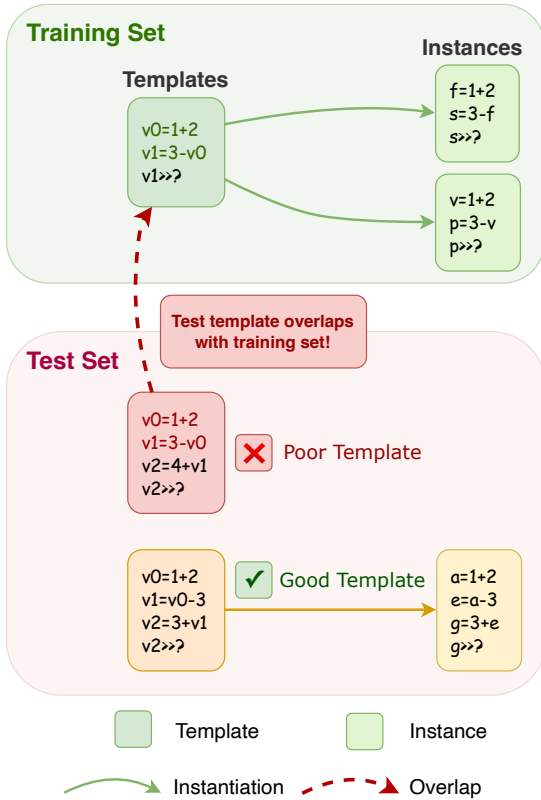 Training Set
Instances
Templates
v0=1+2
v1=3-v0
v1>>?
f=1+2
s=3-f
s>>?
v=1+2
p=3-v
p>>?
Test template overlaps
with training set!
Test Set
v0=1+2
v1=3-v0
v2=4+v1
v2>>?
Poor Template
v0=1+2
v1=v0-3
v2=3+v1
v2>>?
Good Template
a=1+2
e=a-3
g=3+e
g>>?
Template
Instance
Instantiation
Overlap